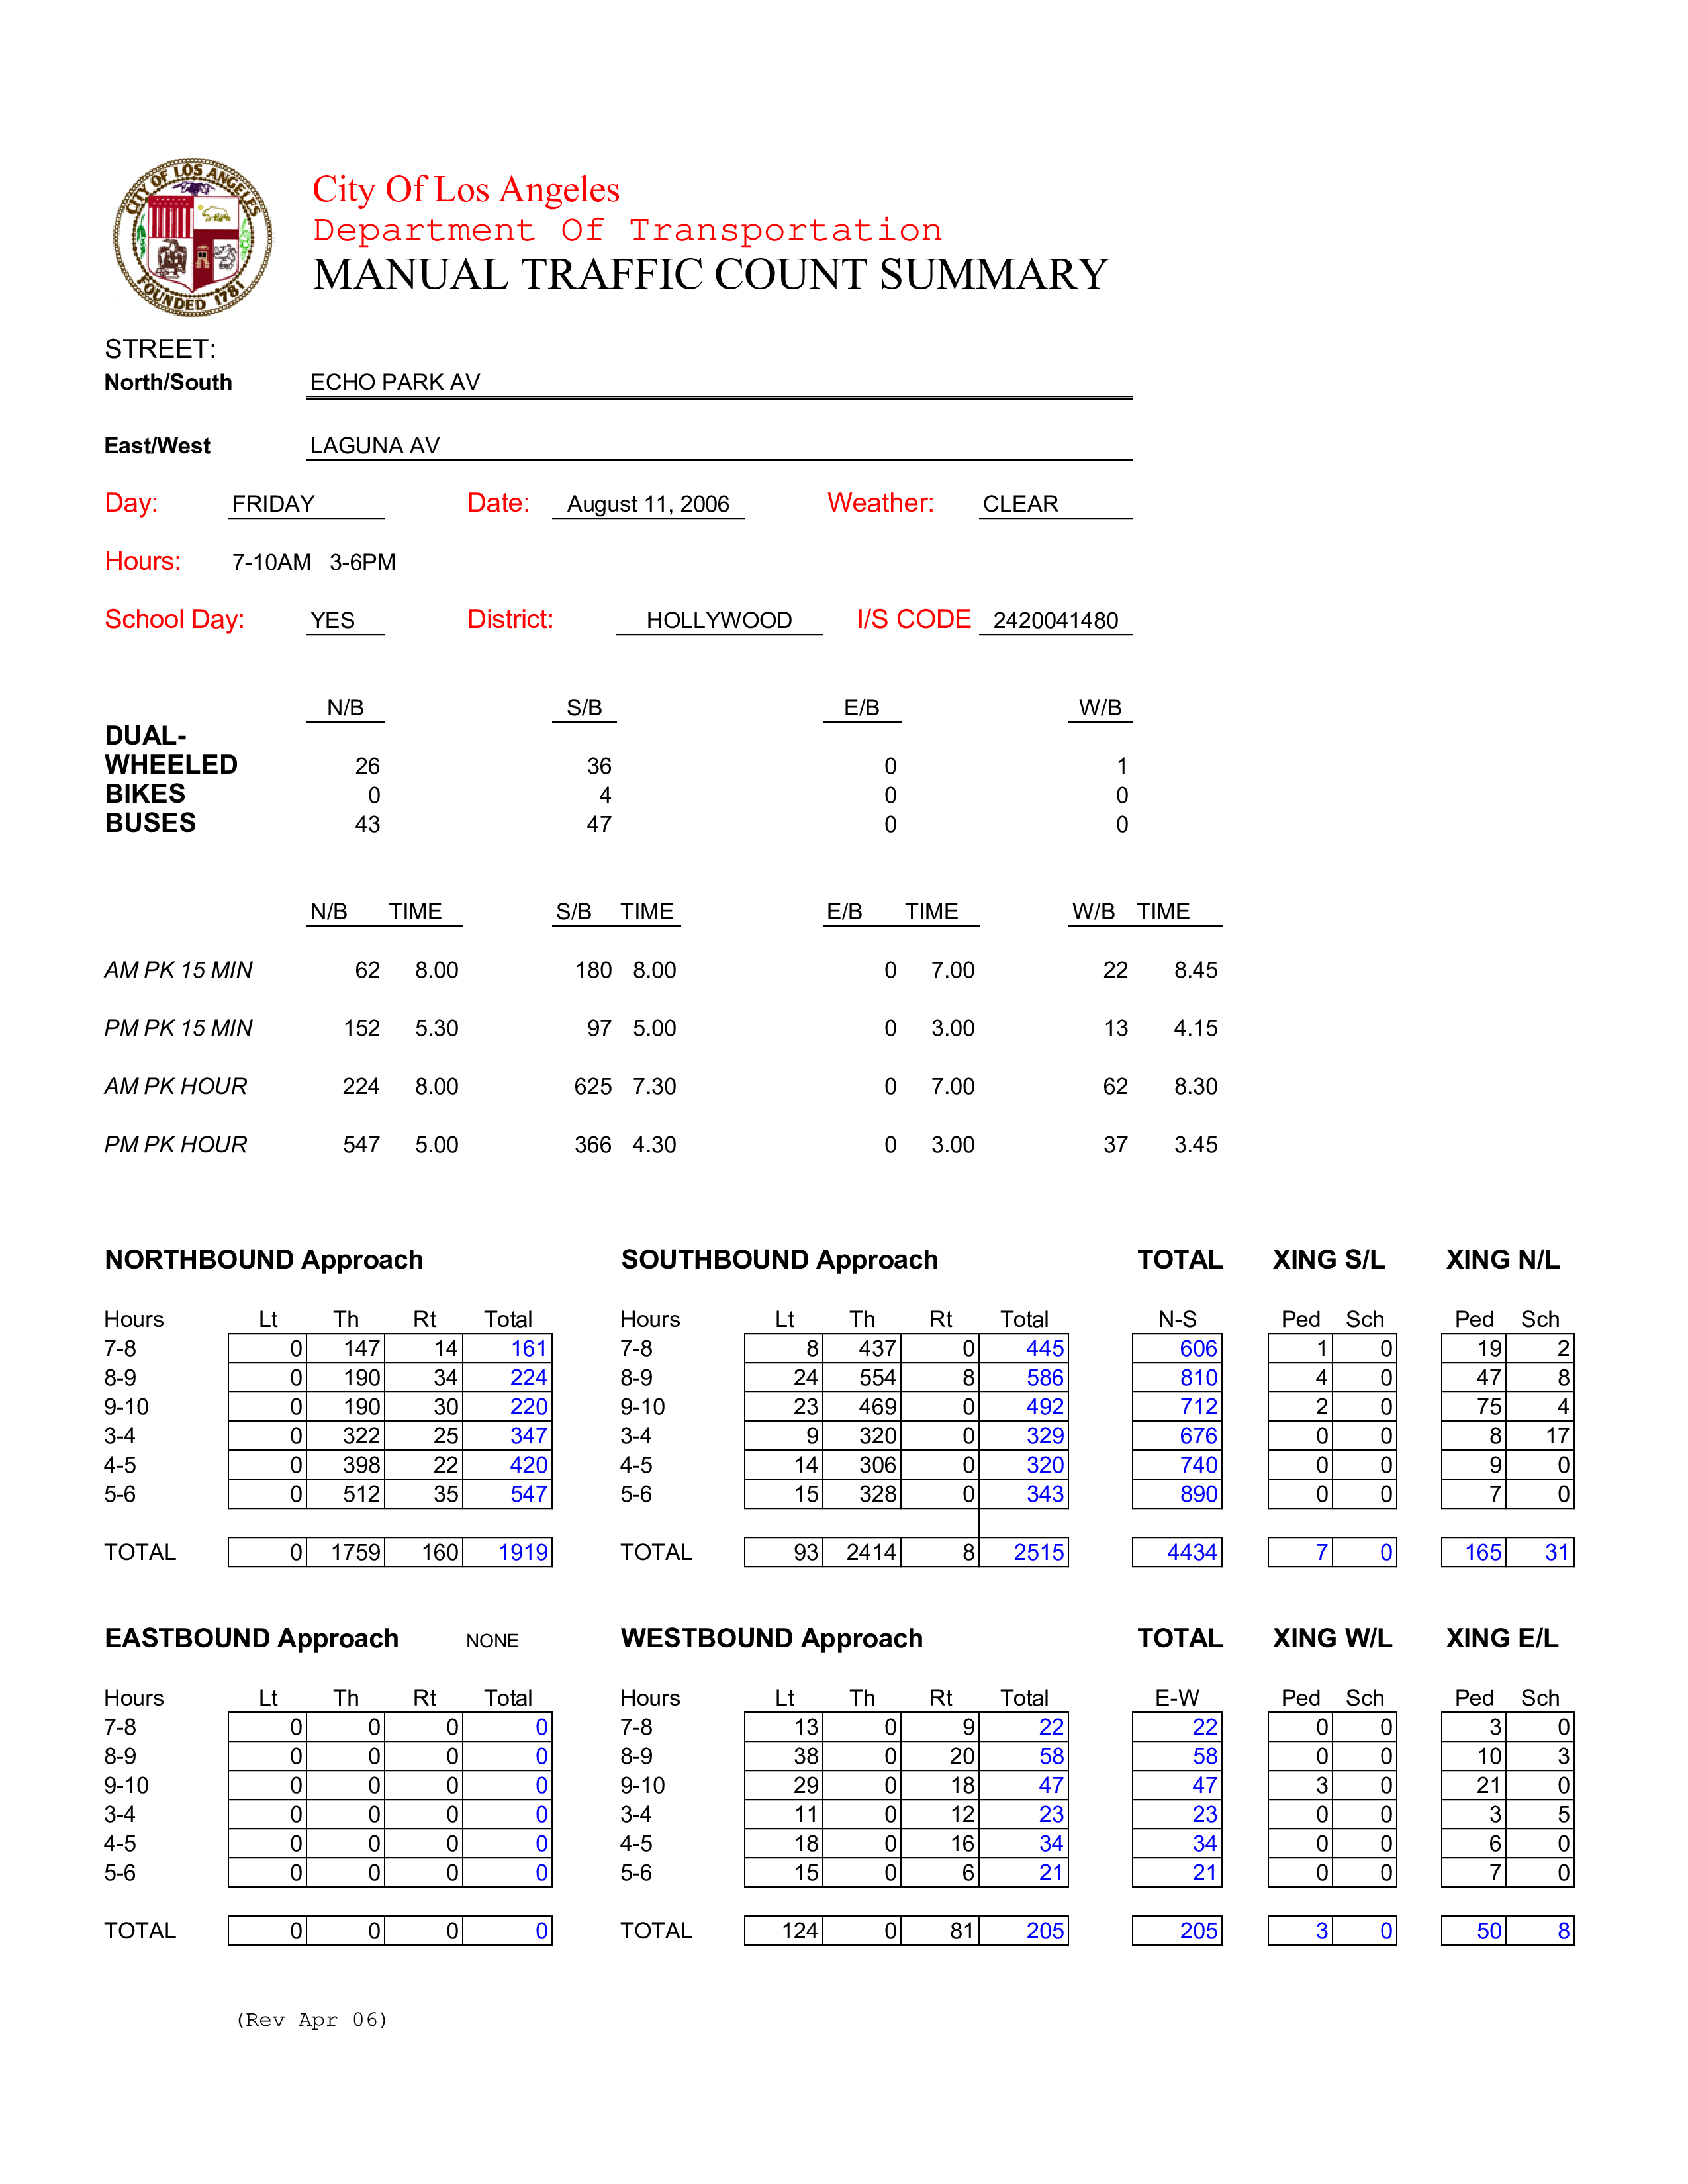 CITY OF LOS ANGELES
FOUNDED 1781
City Of Los Angeles
Department Of Transportation
MANUAL TRAFFIC COUNT SUMMARY
STREET:
North/South ECHO PARK AV
East/West LAGUNA AV
Day: FRIDAY Date: August 11, 2006 Weather: CLEAR
Hours: 7-10AM 3-6PM
School Day: YES District: HOLLYWOOD I/S CODE 2420041480
N/B S/B E/B W/B
DUAL-
WHEELED 26 36 0 1
BIKES 0 4 0 0
BUSES 43 47 0 0
N/B TIME S/B TIME E/B TIME W/B TIME
AM PK 15 MIN 62 8.00 180 8.00 0 7.00 22 8.45
PM PK 15 MIN 152 5.30 97 5.00 0 3.00 13 4.15
AM PK HOUR 224 8.00 625 7.30 0 7.00 62 8.30
PM PK HOUR 547 5.00 366 4.30 0 3.00 37 3.45
NORTHBOUND Approach SOUTHBOUND Approach TOTAL XING S/L XING N/L
Hours Lt Th Rt Total Hours Lt Th Rt Total N-S Ped Sch Ped Sch
7-8 0 147 14 161 7-8 8 437 0 445 606 1 0 19 2
8-9 0 190 34 224 8-9 24 554 8 586 810 4 0 47 8
9-10 0 190 30 220 9-10 23 469 0 492 712 2 0 75 4
3-4 0 322 25 347 3-4 9 320 0 329 676 0 0 8 17
4-5 0 398 22 420 4-5 14 306 0 320 740 0 0 9 0
5-6 0 512 35 547 5-6 15 328 0 343 890 0 0 7 0
TOTAL 0 1759 160 1919 TOTAL 93 2414 8 2515 4434 7 0 165 31
EASTBOUND Approach NONE WESTBOUND Approach TOTAL XING W/L XING E/L
Hours Lt Th Rt Total Hours Lt Th Rt Total E-W Ped Sch Ped Sch
7-8 0 0 0 0 7-8 13 0 9 22 22 0 0 3 0
8-9 0 0 0 0 8-9 38 0 20 58 58 0 0 10 3
9-10 0 0 0 0 9-10 29 0 18 47 47 3 0 21 0
3-4 0 0 0 0 3-4 11 0 12 23 23 0 0 3 5
4-5 0 0 0 0 4-5 18 0 16 34 34 0 0 6 0
5-6 0 0 0 0 5-6 15 0 6 21 21 0 0 7 0
TOTAL 0 0 0 0 TOTAL 124 0 81 205 205 3 0 50 8
(Rev Apr 06)